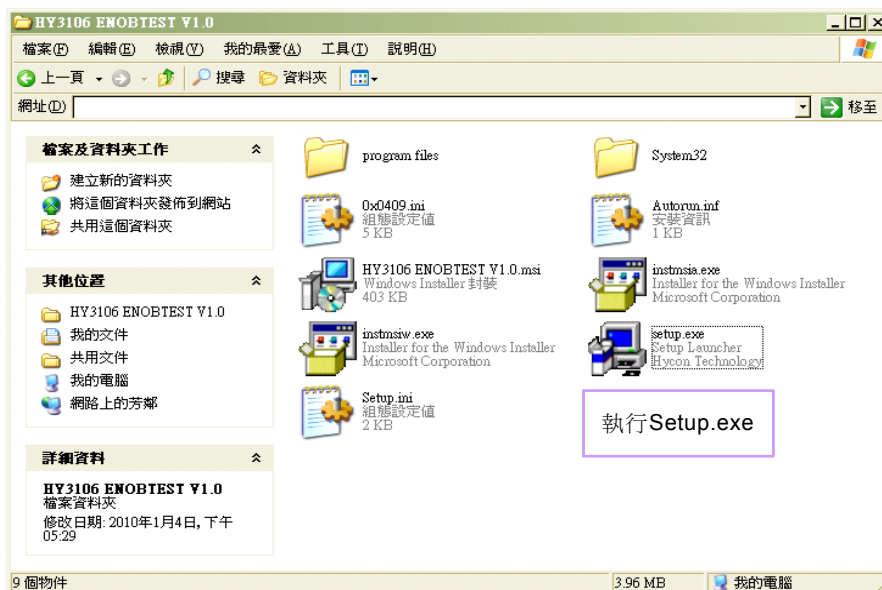 HY3106 ENOBTEST V1.0
檔案(F) 編輯(E) 檢視(V) 我的最愛(A) 工具(T) 說明(H)
上一頁 搜尋 資料夾
網址(D) 移至
檔案及資料夾工作
建立新的資料夾
將這個資料夾發佈到網站
共用這個資料夾
其他位置
HY3106 ENOBTEST V1.0
我的文件
共用文件
我的電腦
網路上的芳鄰
詳細資料
HY3106 ENOBTEST V1.0
檔案資料夾
修改日期: 2010年1月4日, 下午
05:29
program files
System32
0x0409.ini
組態設定值
5 KB
Autorun.inf
安裝資訊
1 KB
HY3106 ENOBTEST V1.0.msi
Windows Installer 封裝
403 KB
instmsia.exe
Installer for the Windows Installer
Microsoft Corporation
instmsiw.exe
Installer for the Windows Installer
Microsoft Corporation
setup.exe
Setup Launcher
Hycon Technology
Setup.ini
組態設定值
2 KB
執行Setup.exe
9 個物件 3.96 MB 我的電腦